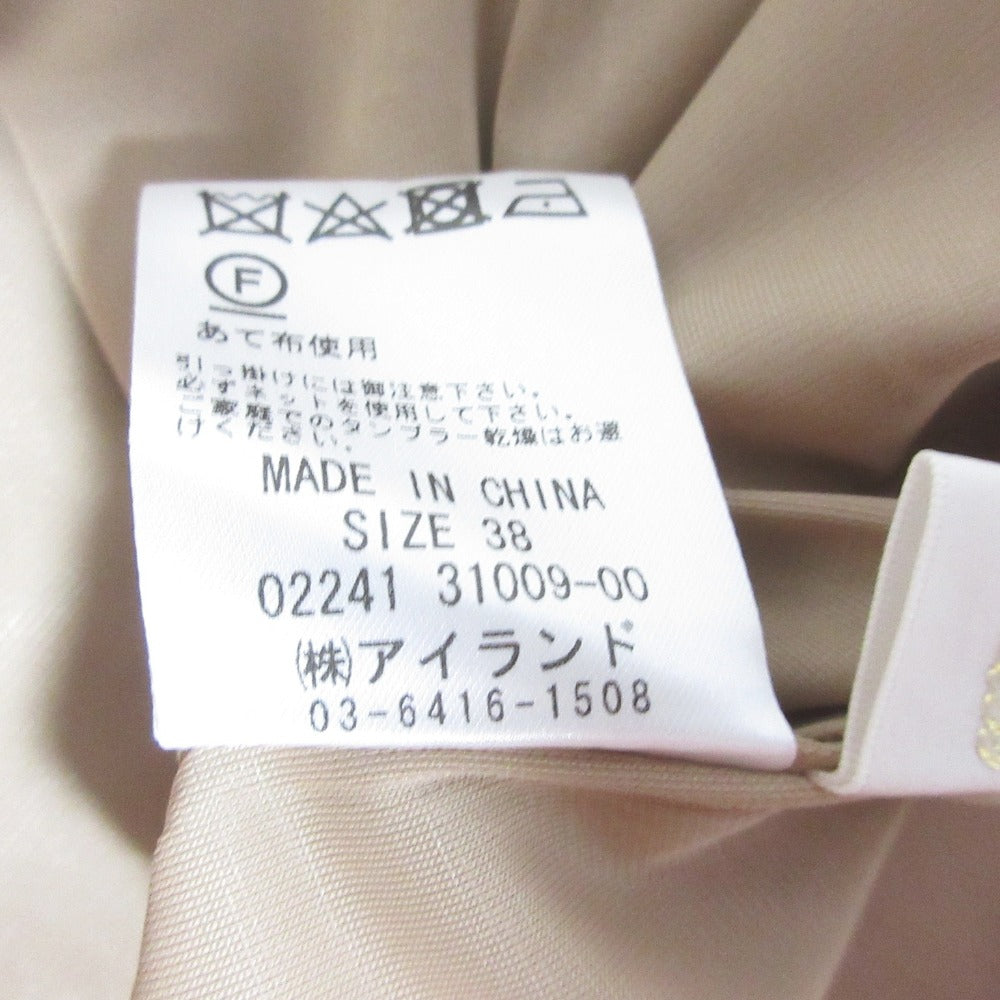 F
あて布使用
引っ掛けには御注意下さい。
必ずネットを使用して下さい。
ご家庭でのタンブラー乾燥はお避
けください。
MADE IN CHINA
SIZE 38
02241 31009-00
㈱アイランド
03-6416-1508